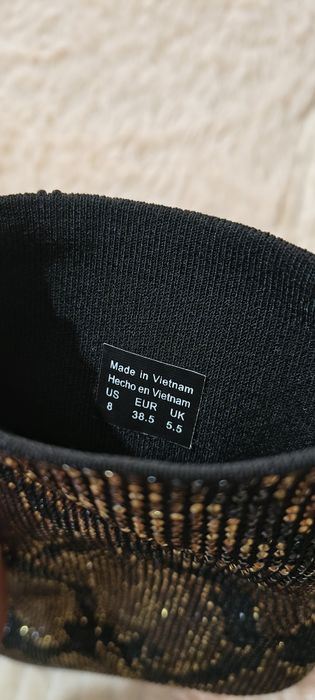 Made in Vietnam
Hecho en Vietnam
US EUR UK
8 38.5 5.5